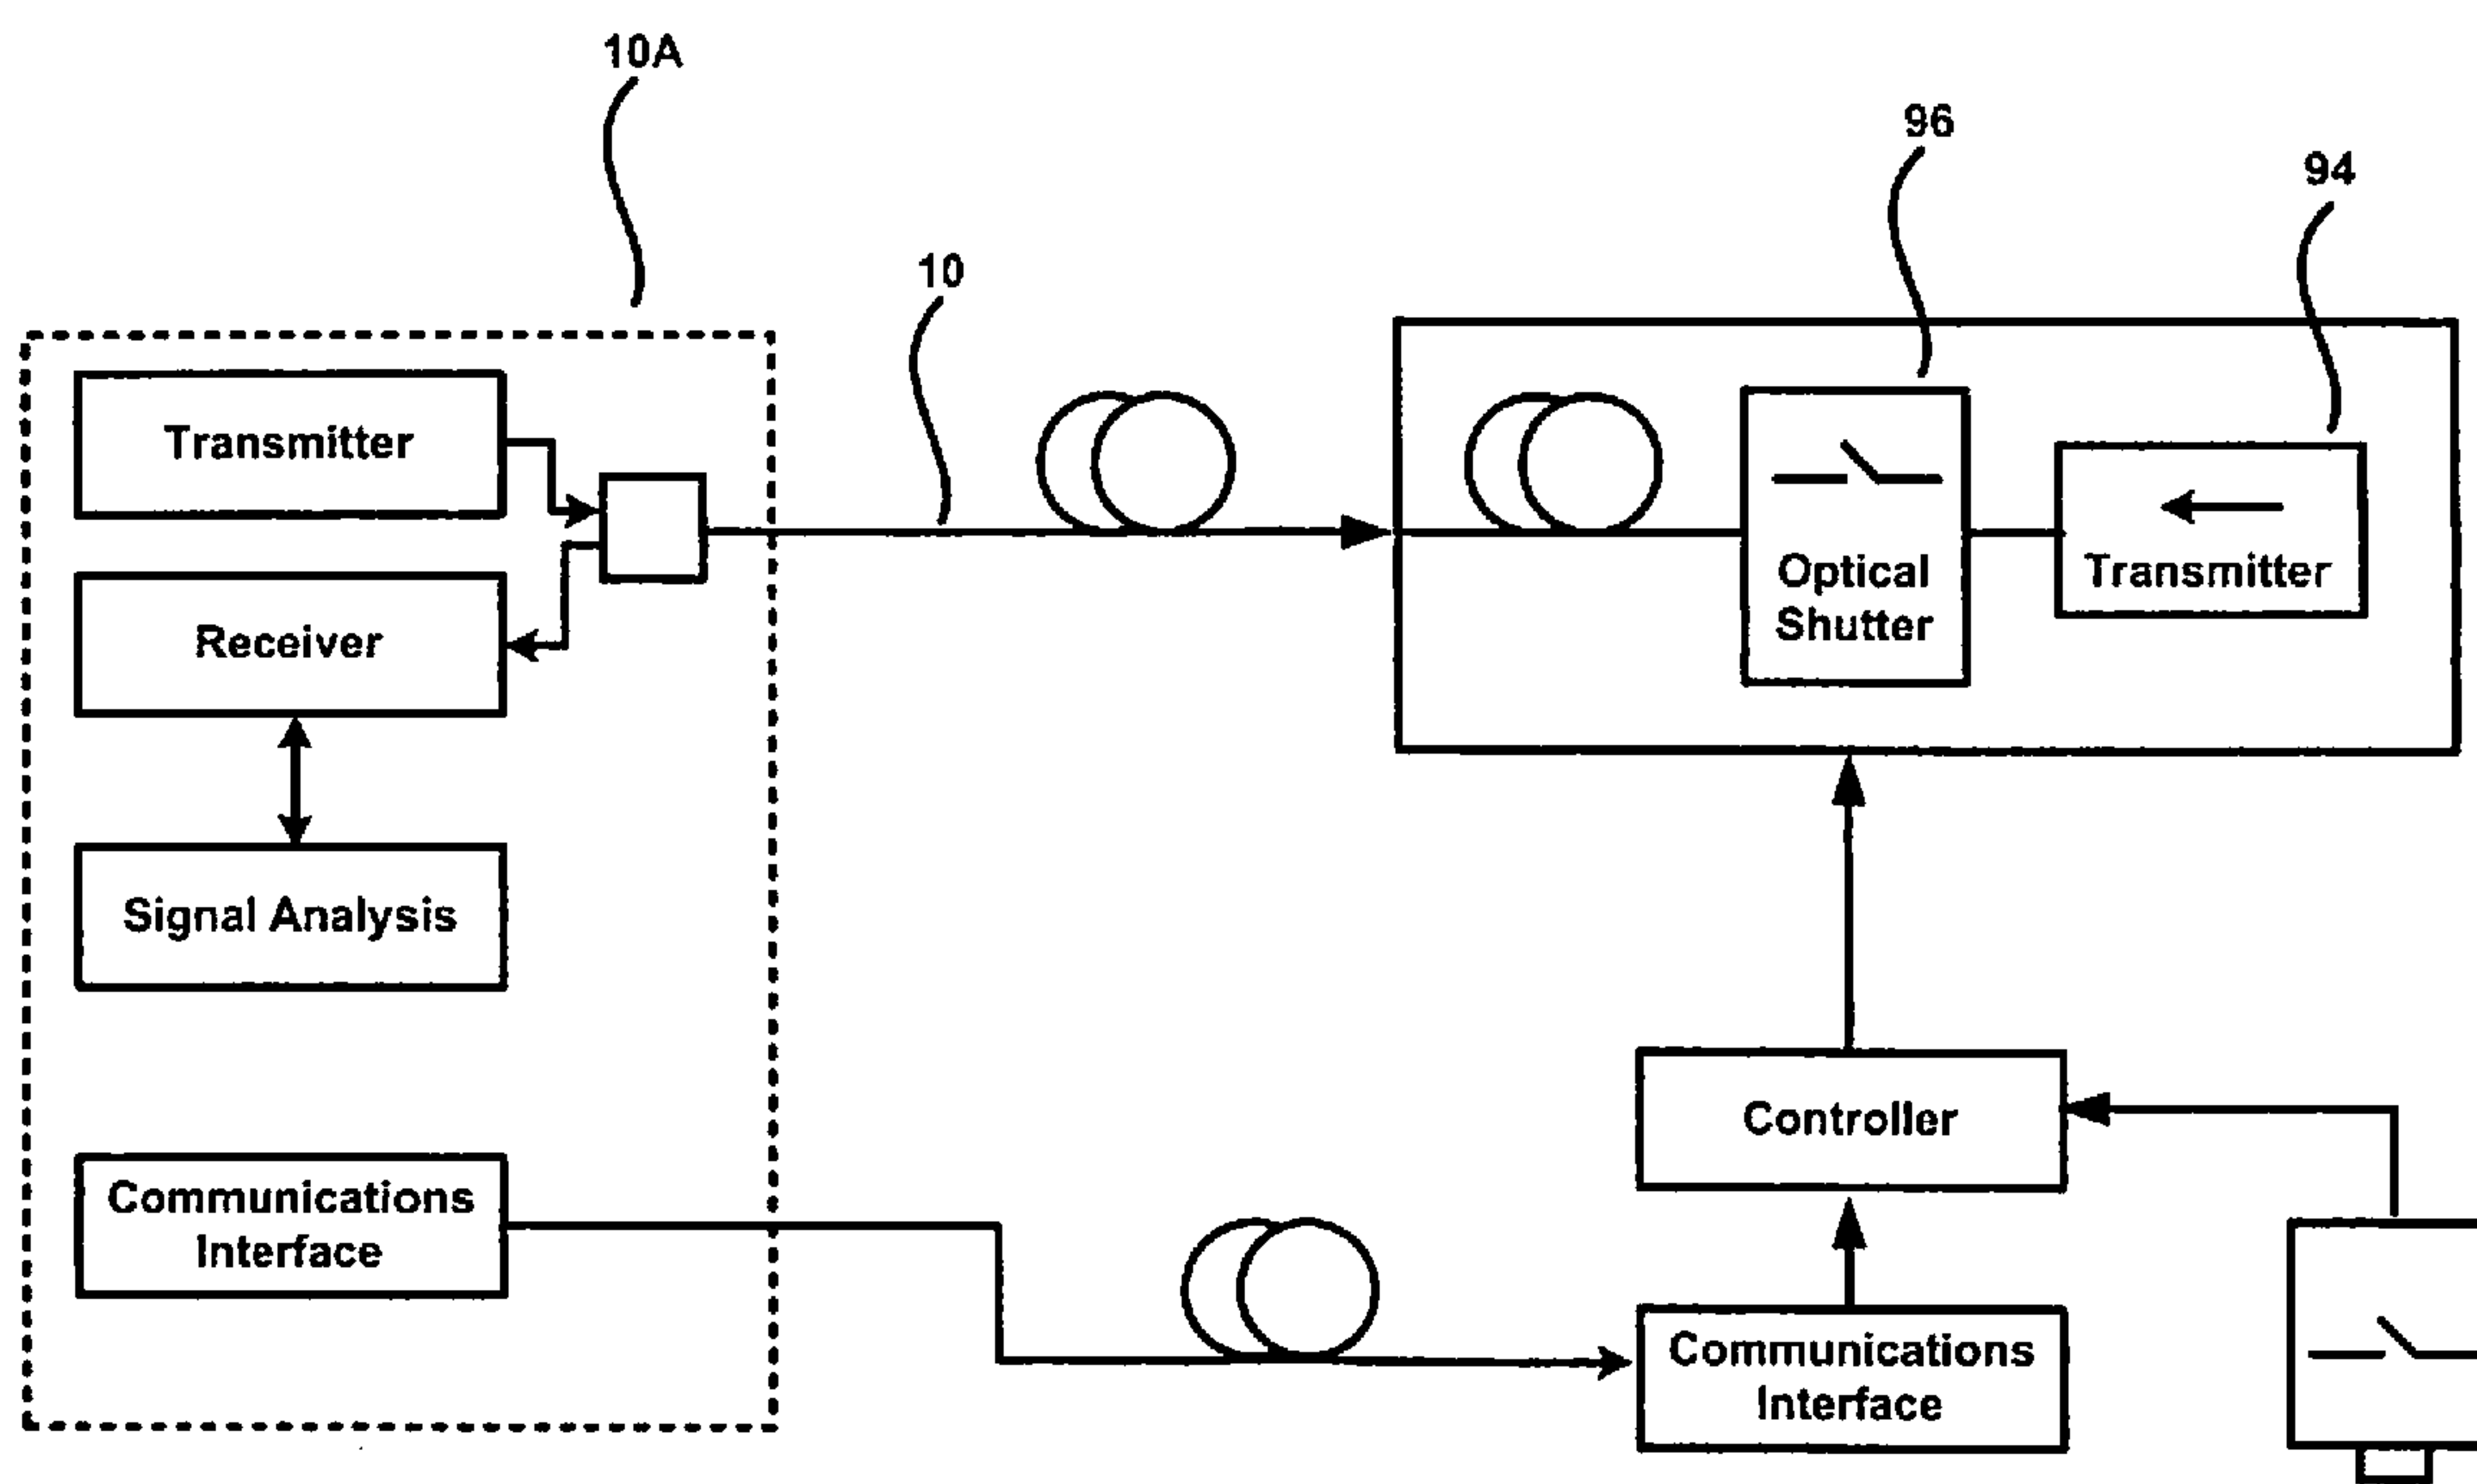 10A
96
94
10
Transmitter
Receiver
Signal Analysis
Communications
Interface
Optical
Shutter
Transmitter
Controller
Communications
Interface